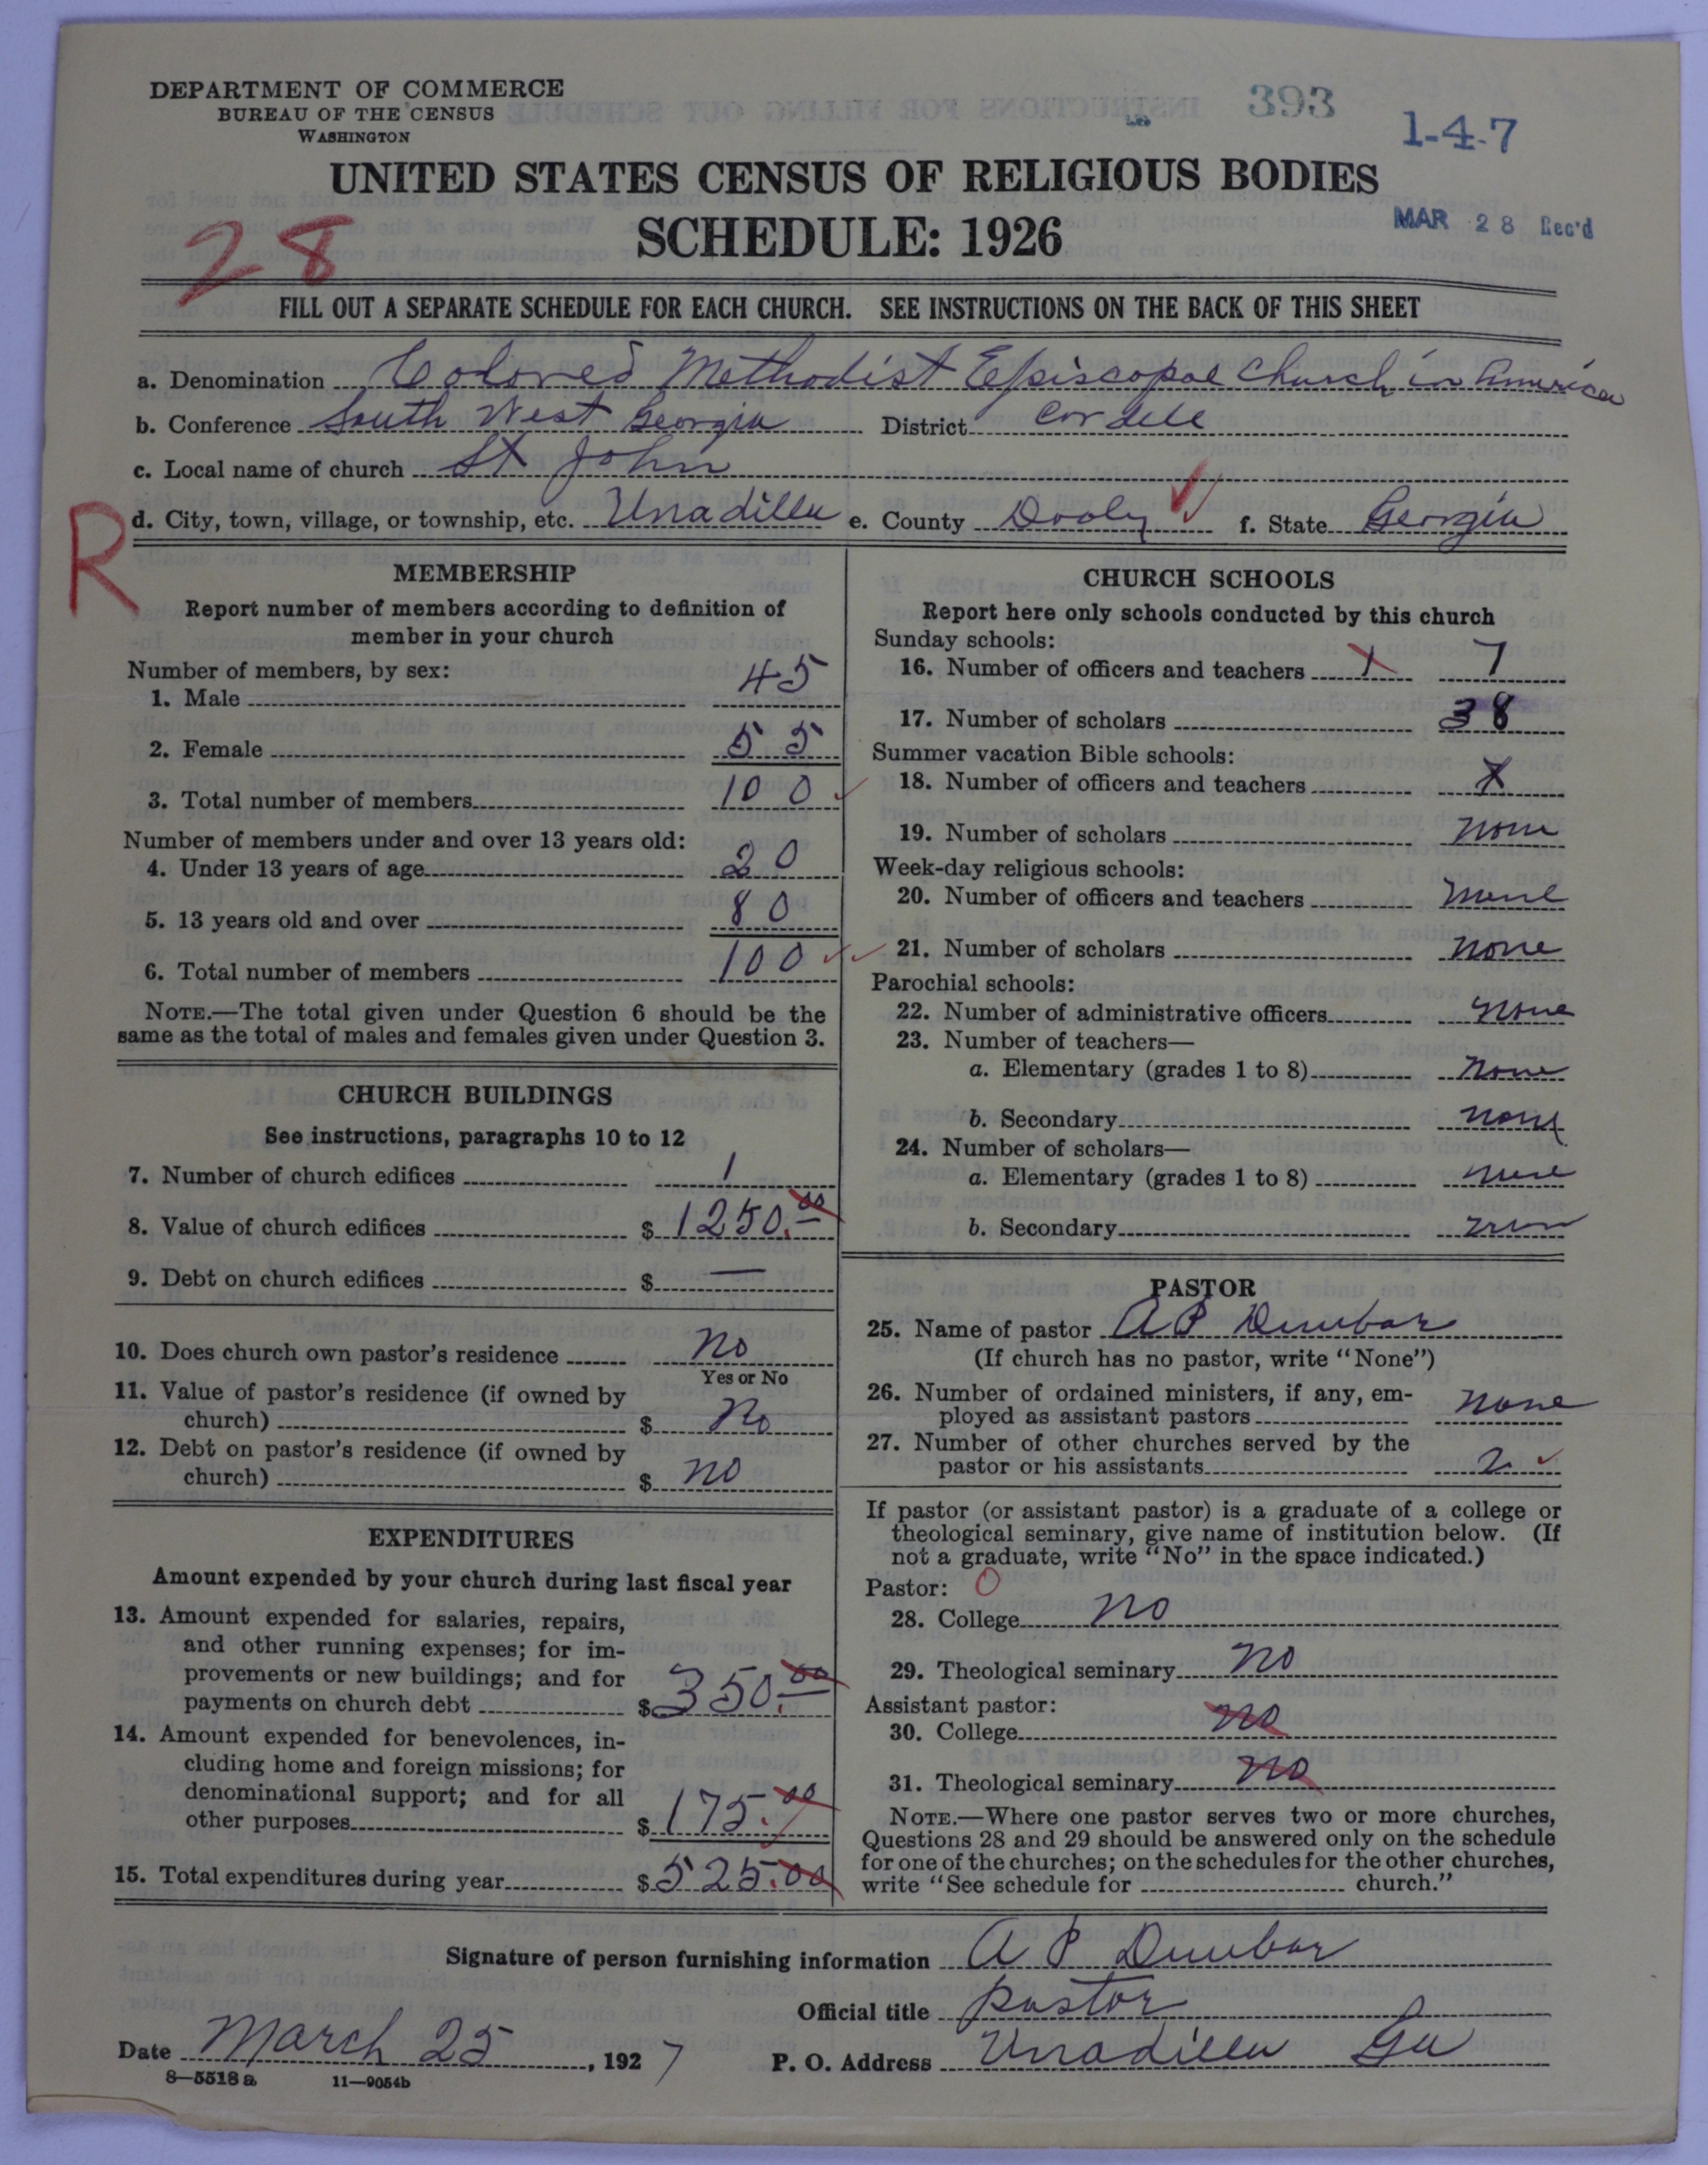 DEPARTMENT OF COMMERCE
BUREAU OF THE CENSUS
WASHINGTON
393
1-4-7
UNITED STATES CENSUS OF RELIGIOUS BODIES
SCHEDULE: 1926
MAR 28 Rec'd
28
FILL OUT A SEPARATE SCHEDULE FOR EACH CHURCH. SEE INSTRUCTIONS ON THE BACK OF THIS SHEET
a. Denomination Colored Methodist Episcopal Church in America
b. Conference South West Georgia District Cordele
c. Local name of church St John
R
d. City, town, village, or township, etc. Unadilla e. County Dooly f. State Georgia
MEMBERSHIP
Report number of members according to definition of
member in your church
Number of members, by sex:
1. Male 45
2. Female 55
3. Total number of members 100
Number of members under and over 13 years old:
4. Under 13 years of age 20
5. 13 years old and over 80
6. Total number of members 100
NOTE.—The total given under Question 6 should be the
same as the total of males and females given under Question 3.
CHURCH BUILDINGS
See instructions, paragraphs 10 to 12
7. Number of church edifices 1
8. Value of church edifices $ 1250.00
9. Debt on church edifices $ —
10. Does church own pastor's residence No
Yes or No
11. Value of pastor's residence (if owned by
church) $ No
12. Debt on pastor's residence (if owned by
church) $ No
EXPENDITURES
Amount expended by your church during last fiscal year
13. Amount expended for salaries, repairs,
and other running expenses; for im-
provements or new buildings; and for
payments on church debt $ 350.00
14. Amount expended for benevolences, in-
cluding home and foreign missions; for
denominational support; and for all
other purposes $ 175.00
15. Total expenditures during year $ 525.00
CHURCH SCHOOLS
Report here only schools conducted by this church
Sunday schools:
16. Number of officers and teachers 1 7
17. Number of scholars 38
Summer vacation Bible schools:
18. Number of officers and teachers X
19. Number of scholars none
Week-day religious schools:
20. Number of officers and teachers none
21. Number of scholars none
Parochial schools:
22. Number of administrative officers none
23. Number of teachers—
a. Elementary (grades 1 to 8) none
b. Secondary none
24. Number of scholars—
a. Elementary (grades 1 to 8) none
b. Secondary none
PASTOR
25. Name of pastor A P Dunbar
(If church has no pastor, write "None")
26. Number of ordained ministers, if any, em-
ployed as assistant pastors none
27. Number of other churches served by the
pastor or his assistants 2
If pastor (or assistant pastor) is a graduate of a college or
theological seminary, give name of institution below. (If
not a graduate, write "No" in the space indicated.)
Pastor: 0
28. College No
29. Theological seminary No
Assistant pastor:
30. College No
31. Theological seminary No
NOTE.—Where one pastor serves two or more churches,
Questions 28 and 29 should be answered only on the schedule
for one of the churches; on the schedules for the other churches,
write "See schedule for church."
Signature of person furnishing information A P Dunbar
Official title pastor
Date March 25, 1927 P. O. Address Unadilla Ga
8—5518a 11—9054b